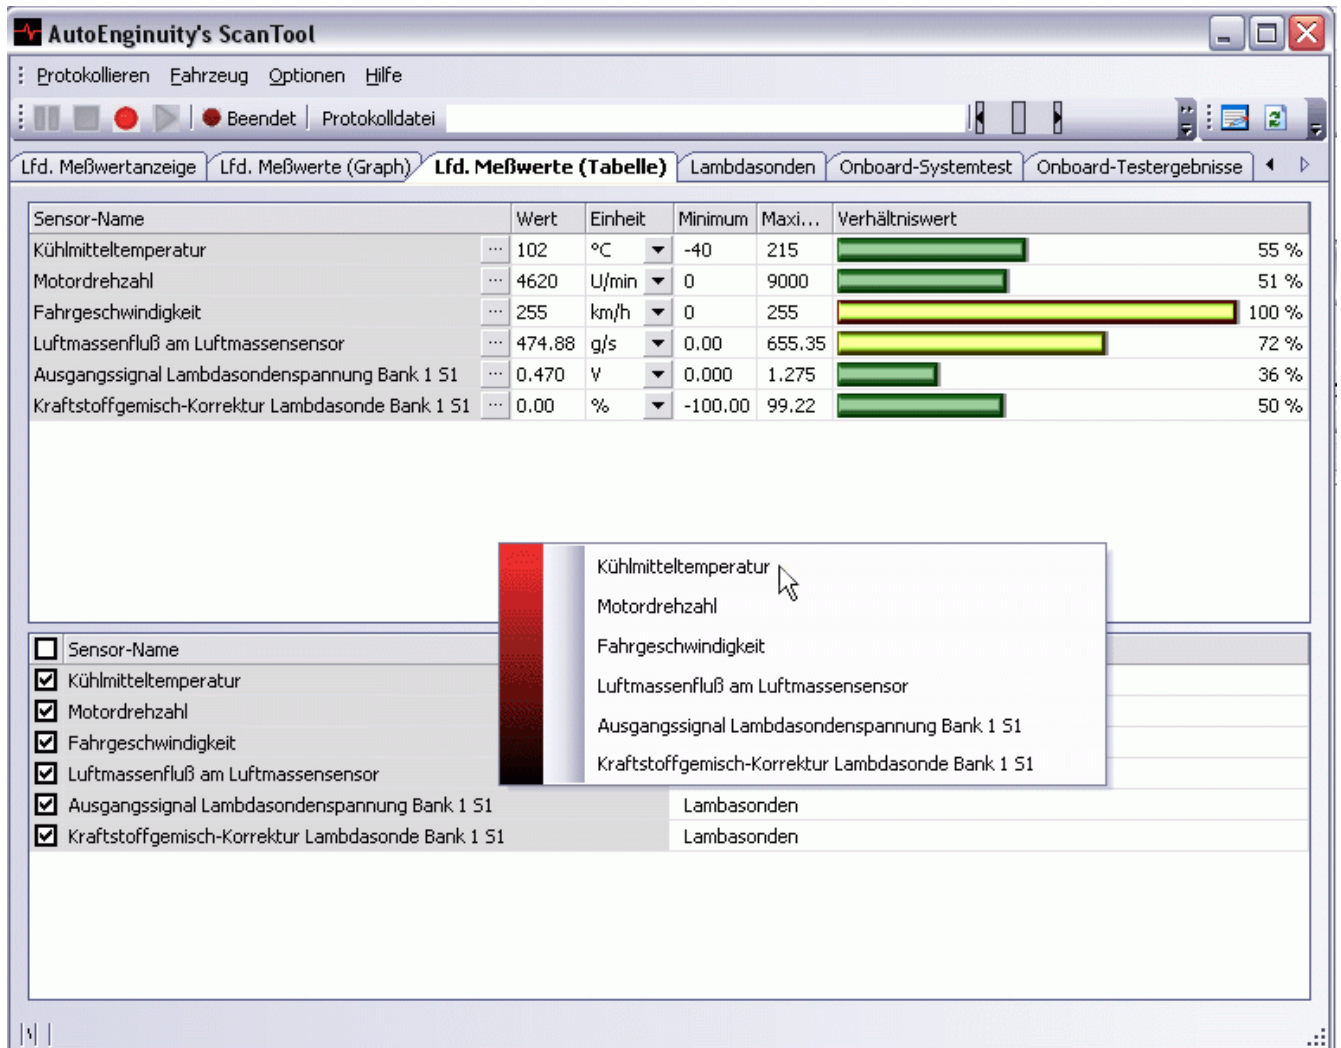 AutoEnginuity's ScanTool
Protokollieren Fahrzeug Optionen Hilfe
Beendet Protokolldatei
Lfd. Meßwertanzeige Lfd. Meßwerte (Graph) Lfd. Meßwerte (Tabelle) Lambdasonden Onboard-Systemtest Onboard-Testergebnisse
Sensor-Name Wert Einheit Minimum Maxi... Verhältniswert
Kühlmitteltemperatur ... 102 °C -40 215 55 %
Motordrehzahl ... 4620 U/min 0 9000 51 %
Fahrgeschwindigkeit ... 255 km/h 0 255 100 %
Luftmassenfluß am Luftmassensensor ... 474.88 g/s 0.00 655.35 72 %
Ausgangssignal Lambdasondenspannung Bank 1 S1 ... 0.470 V 0.000 1.275 36 %
Kraftstoffgemisch-Korrektur Lambdasonde Bank 1 S1 ... 0.00 % -100.00 99.22 50 %
Kühlmitteltemperatur
Motordrehzahl
Fahrgeschwindigkeit
Luftmassenfluß am Luftmassensensor
Ausgangssignal Lambdasondenspannung Bank 1 S1
Kraftstoffgemisch-Korrektur Lambdasonde Bank 1 S1
Sensor-Name
Kühlmitteltemperatur
Motordrehzahl
Fahrgeschwindigkeit
Luftmassenfluß am Luftmassensensor
Ausgangssignal Lambdasondenspannung Bank 1 S1 Lambasonden
Kraftstoffgemisch-Korrektur Lambdasonde Bank 1 S1 Lambasonden